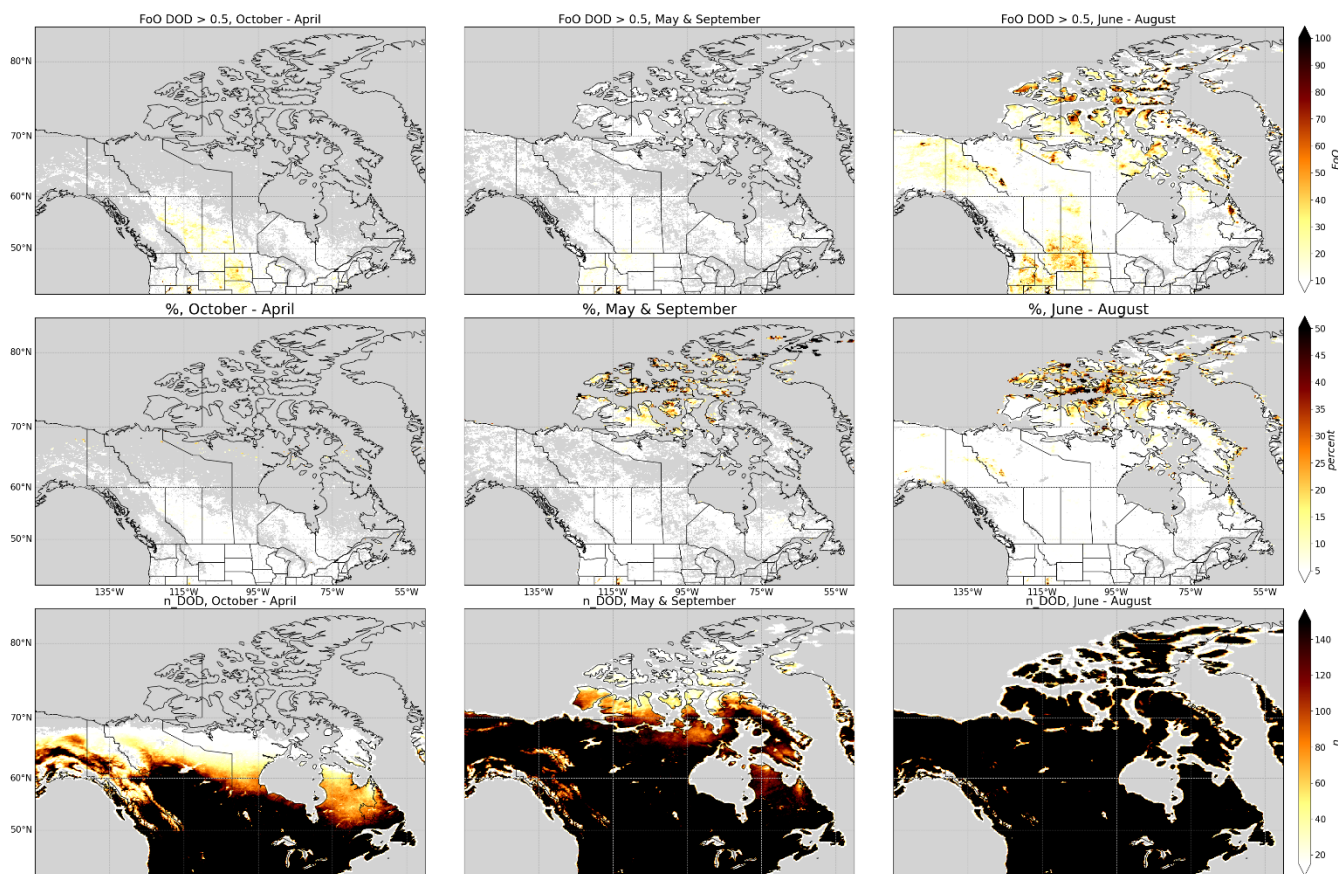 FoO DOD > 0.5, October - April
FoO DOD > 0.5, May & September
FoO DOD > 0.5, June - August
80°N
70°N
60°N
50°N
100
90
80
70
60
50
40
30
20
10
FoO
%, October - April
%, May & September
%, June - August
80°N
70°N
60°N
50°N
135°W
115°W
95°W
75°W
55°W
135°W
115°W
95°W
75°W
55°W
135°W
115°W
95°W
75°W
55°W
50
45
40
35
30
25
20
15
10
5
percent
n_DOD, October - April
n_DOD, May & September
n_DOD, June - August
80°N
70°N
60°N
50°N
140
120
100
80
60
40
20
n